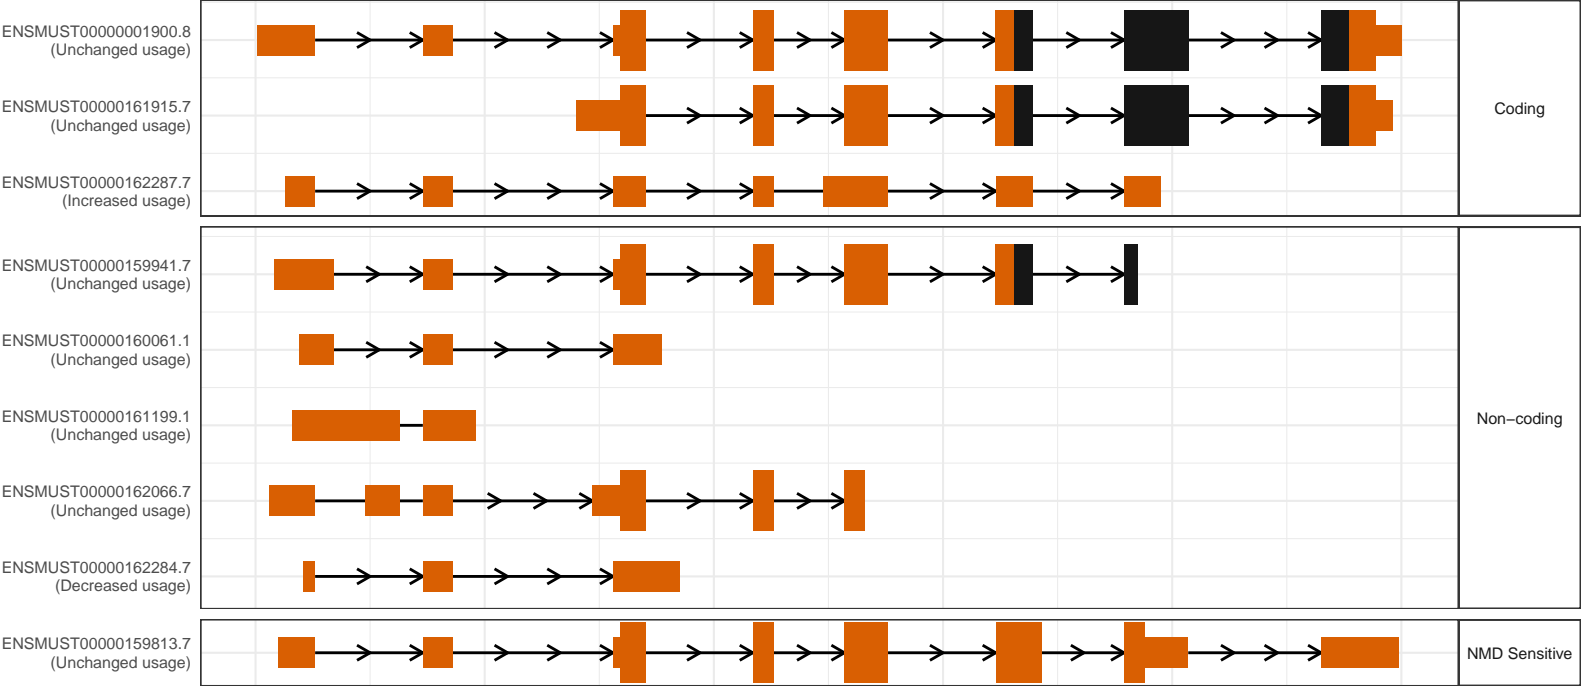 ENSMUST00000001900.8
(Unchanged usage)
ENSMUST00000161915.7
(Unchanged usage)
Coding
ENSMUST00000162287.7
(Increased usage)
ENSMUST00000159941.7
(Unchanged usage)
ENSMUST00000160061.1
(Unchanged usage)
ENSMUST00000161199.1
(Unchanged usage)
Non−coding
ENSMUST00000162066.7
(Unchanged usage)
ENSMUST00000162284.7
(Decreased usage)
ENSMUST00000159813.7
(Unchanged usage)
NMD Sensitive